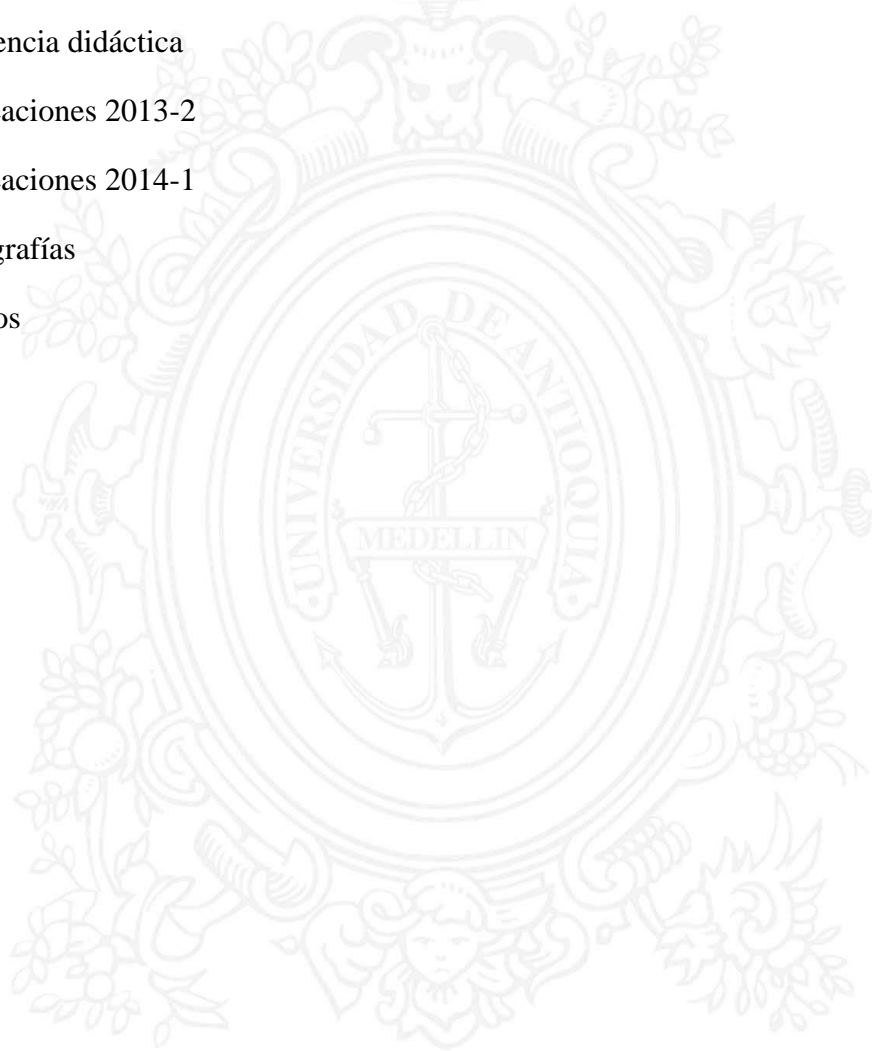 encia didáctica
aciones 2013-2
aciones 2014-1
grafías
os
UNIVERSIDAD DE ANTIOQUIA
MEDELLIN